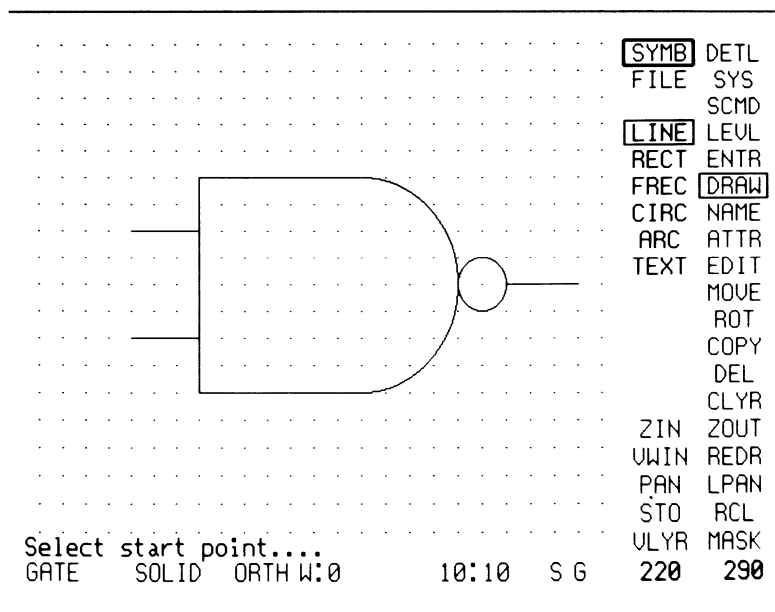 SYMB DETL
FILE SYS
SCMD
LINE LEVL
RECT ENTR
FREC DRAW
CIRC NAME
ARC ATTR
TEXT EDIT
MOVE
ROT
COPY
DEL
CLYR
ZIN ZOUT
VWIN REDR
PAN LPAN
STO RCL
VLYR MASK
Select start point....
GATE SOLID ORTH W:0 10:10 S G 220 290